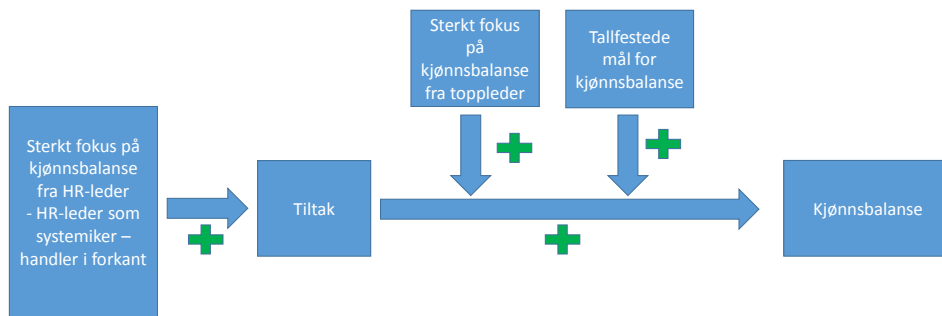 Sterkt fokus
på
kjønnsbalanse
fra toppleder
Tallfestede
mål for
kjønnsbalanse
Sterkt fokus på
kjønnsbalanse
fra HR-leder
- HR-leder som
systemiker –
handler i forkant
Tiltak
Kjønnsbalanse